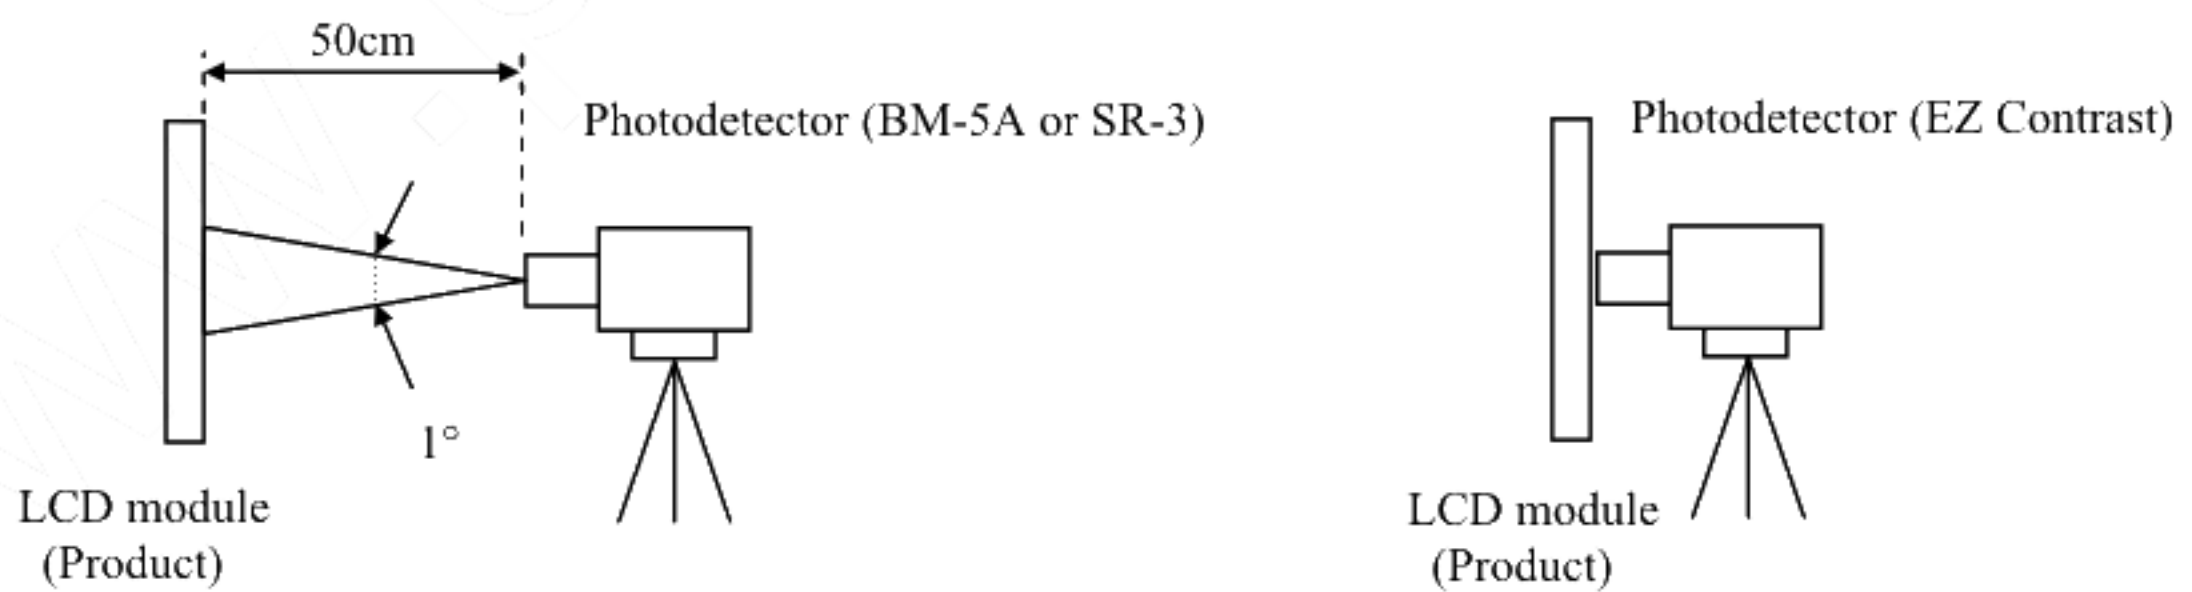 50cm
Photodetector (BM-5A or SR-3)
1°
LCD module
(Product)
Photodetector (EZ Contrast)
LCD module
(Product)